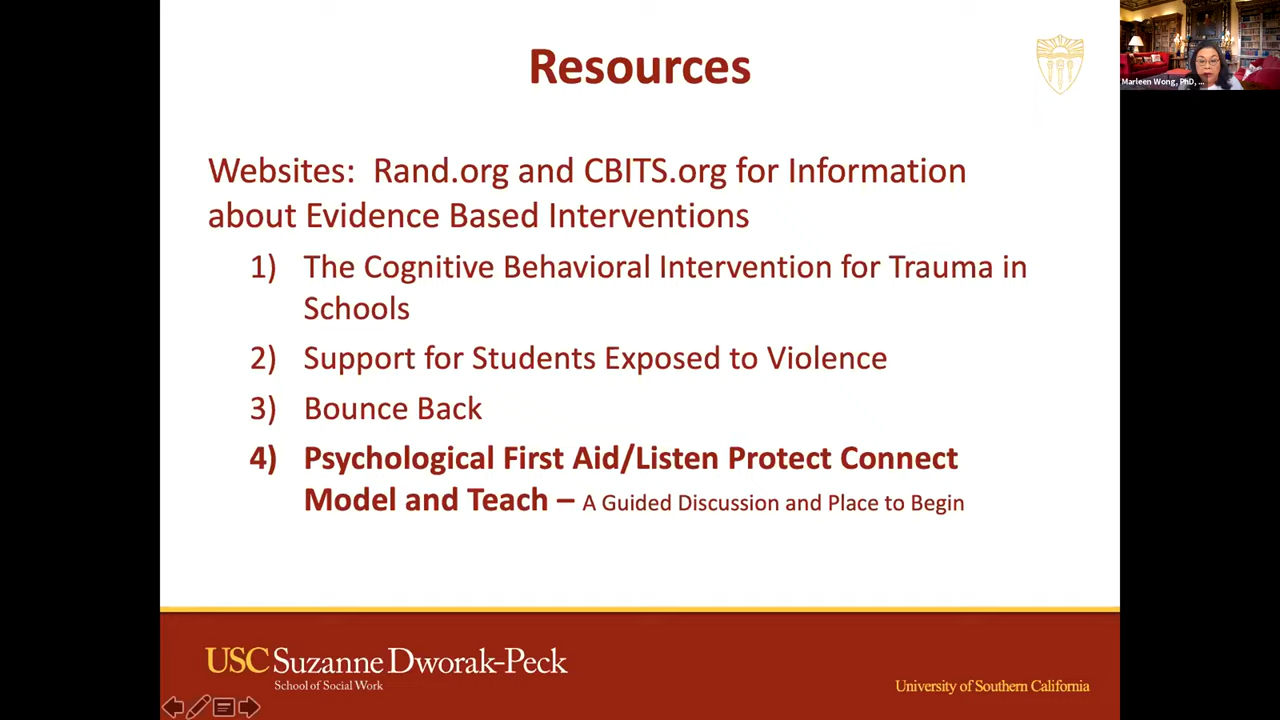 Resources
Marleen Wong, PhD, ...
Websites: Rand.org and CBITS.org for Information
about Evidence Based Interventions
1) The Cognitive Behavioral Intervention for Trauma in
Schools
2) Support for Students Exposed to Violence
3) Bounce Back
4) Psychological First Aid/Listen Protect Connect
Model and Teach – A Guided Discussion and Place to Begin
USC Suzanne Dworak-Peck
School of Social Work
University of Southern California